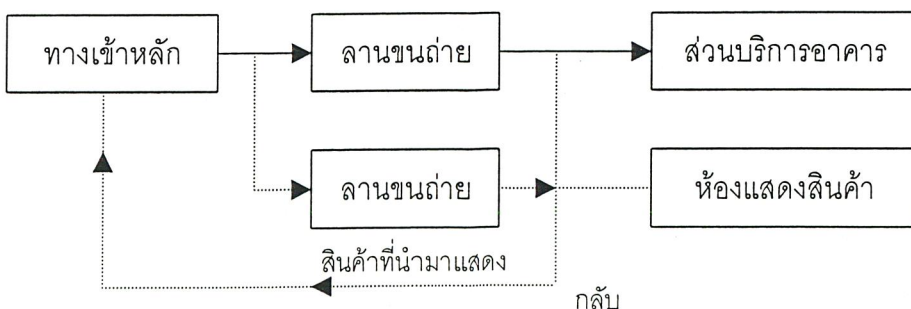 ทางเข้าหลัก
ลานขนถ่าย
ส่วนบริการอาคาร
ลานขนถ่าย
ห้องแสดงสินค้า
สินค้าที่นำมาแสดง
กลับ